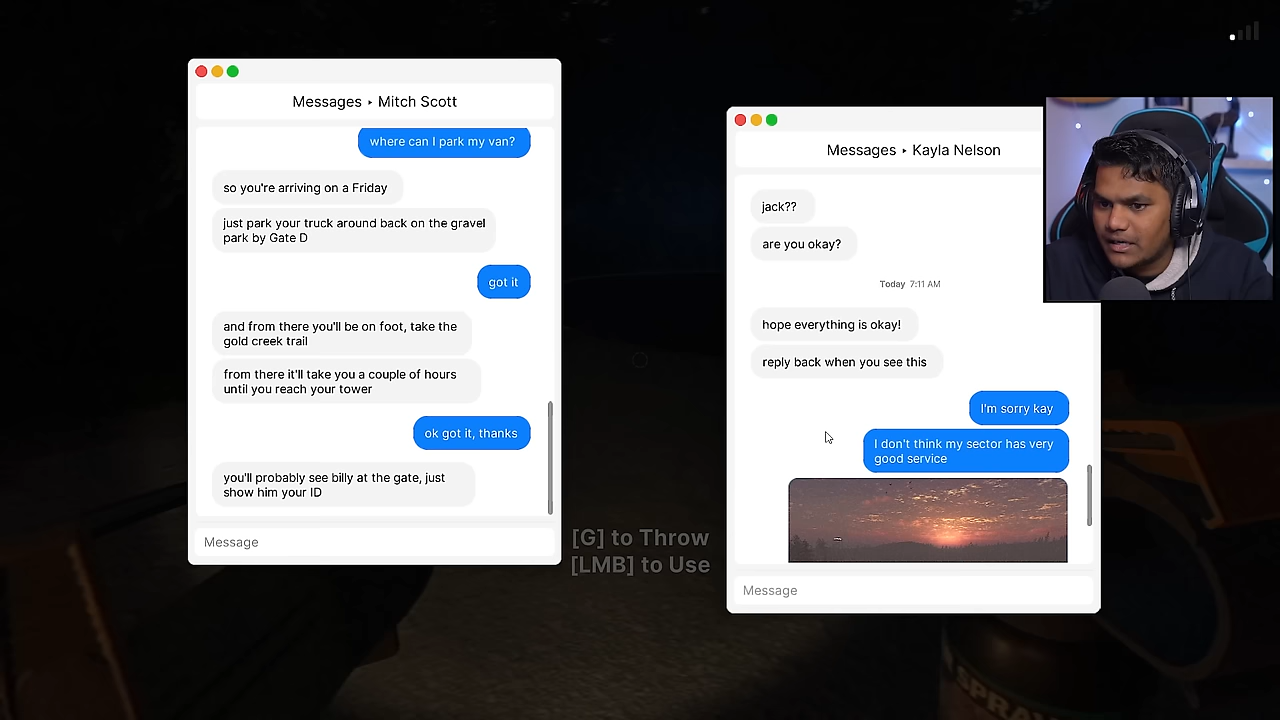 Messages ▸ Mitch Scott
where can I park my van?
so you're arriving on a Friday
just park your truck around back on the gravel
park by Gate D
got it
and from there you'll be on foot, take the
gold creek trail
from there it'll take you a couple of hours
until you reach your tower
ok got it, thanks
you'll probably see billy at the gate, just
show him your ID
Message
Messages ▸ Kayla Nelson
jack??
are you okay?
Today 7:11 AM
hope everything is okay!
reply back when you see this
I'm sorry kay
I don't think my sector has very
good service
Message
[G] to Throw
[LMB] to Use
SPRAY